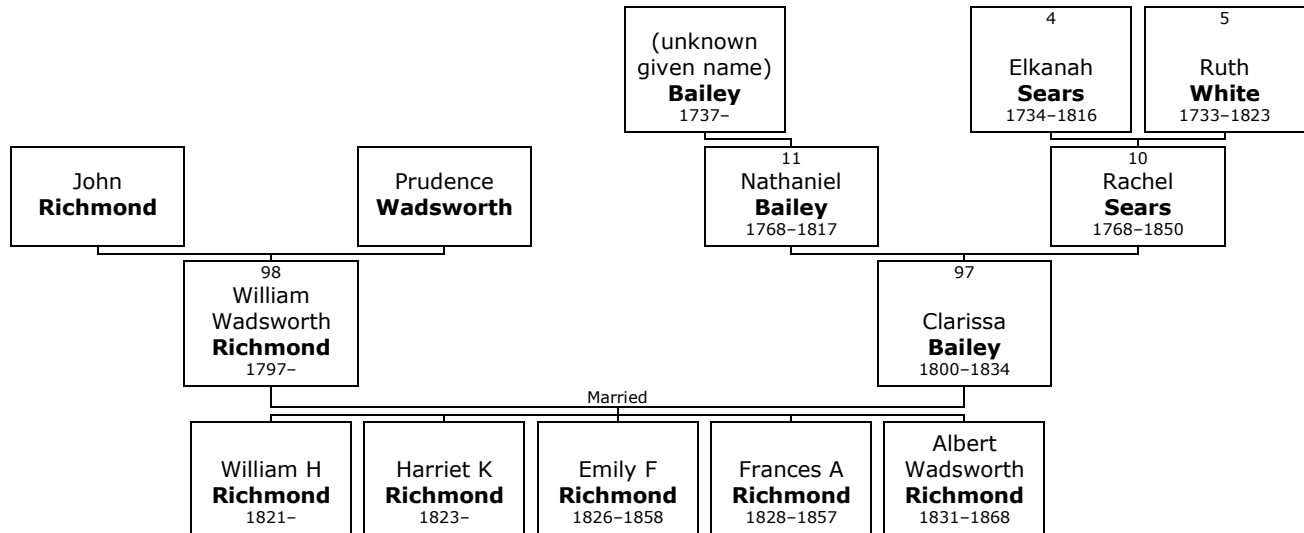 (unknown
given name)
Bailey
1737–
4
Elkanah
Sears
1734–1816
5
Ruth
White
1733–1823
John
Richmond
Prudence
Wadsworth
11
Nathaniel
Bailey
1768–1817
10
Rachel
Sears
1768–1850
98
William
Wadsworth
Richmond
1797–
97
Clarissa
Bailey
1800–1834
Married
William H
Richmond
1821–
Harriet K
Richmond
1823–
Emily F
Richmond
1826–1858
Frances A
Richmond
1828–1857
Albert
Wadsworth
Richmond
1831–1868